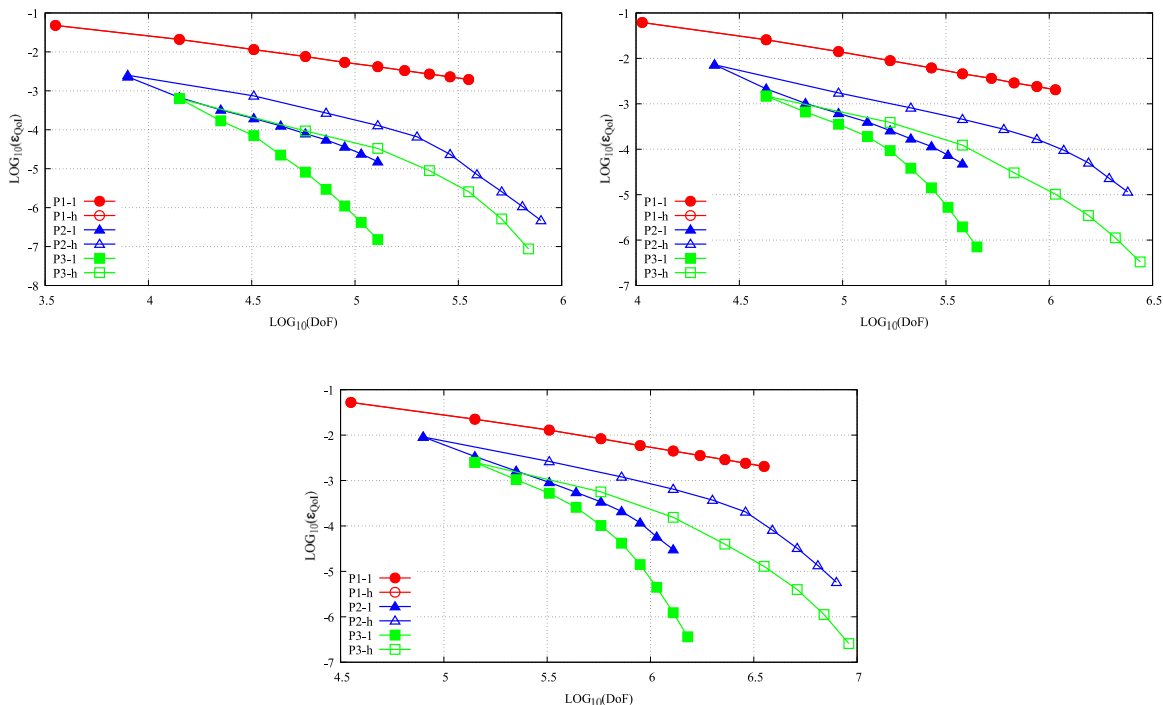 -1
-2
-3
-4
-5
-6
-7
-8
LOG10(εQoI)
P1-1
P1-h
P2-1
P2-h
P3-1
P3-h
3.5 4 4.5 5 5.5 6
LOG10(DoF)
-1
-2
-3
-4
-5
-6
-7
LOG10(εQoI)
P1-1
P1-h
P2-1
P2-h
P3-1
P3-h
4 4.5 5 5.5 6 6.5
LOG10(DoF)
-1
-2
-3
-4
-5
-6
-7
LOG10(εQoI)
P1-1
P1-h
P2-1
P2-h
P3-1
P3-h
4.5 5 5.5 6 6.5 7
LOG10(DoF)